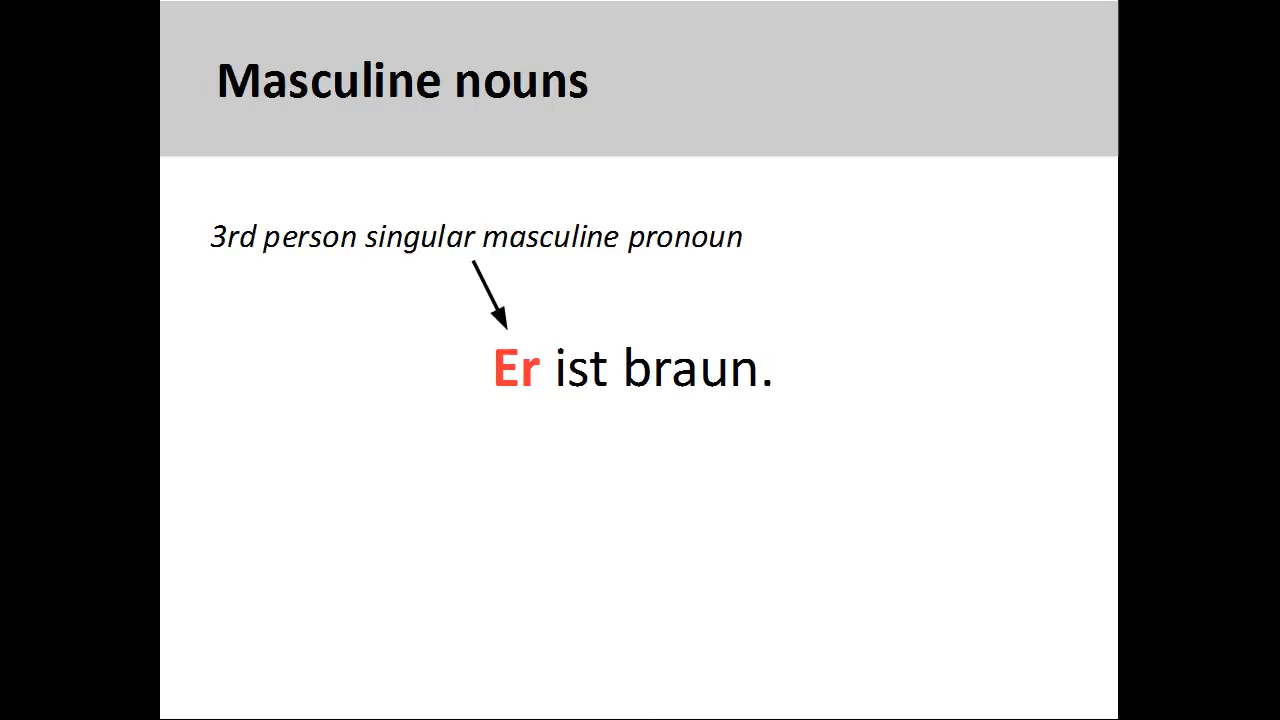 Masculine nouns
3rd person singular masculine pronoun
Er ist braun.